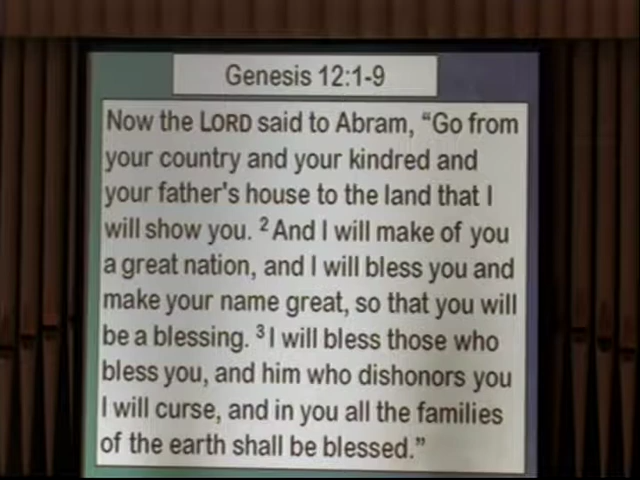 Genesis 12:1-9
Now the LORD said to Abram, “Go from
your country and your kindred and
your father's house to the land that I
will show you. ²And I will make of you
a great nation, and I will bless you and
make your name great, so that you will
be a blessing. ³I will bless those who
bless you, and him who dishonors you
I will curse, and in you all the families
of the earth shall be blessed.”